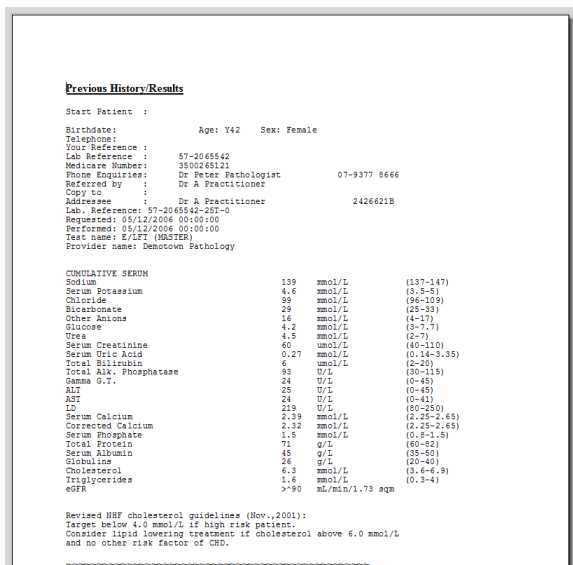 Previous History/Results
Start Patient :
Birthdate: Age: Y42 Sex: Female
Telephone:
Your Reference :
Lab Reference : 57-2065542
Medicare Number: 3500265121
Phone Enquiries: Dr Peter Pathologist 07-9377 8666
Referred by : Dr A Practitioner
Copy to :
Addressee : Dr A Practitioner 2426621B
Lab. Reference: 57-2065542-25T-0
Requested: 05/12/2006 00:00:00
Performed: 05/12/2006 00:00:00
Test name: E/LFT (MASTER)
Provider name: Demotown Pathology
CUMULATIVE SERUM
Sodium 139 mmol/L (137-147)
Serum Potassium 4.6 mmol/L (3.5-5)
Chloride 99 mmol/L (96-109)
Bicarbonate 29 mmol/L (25-33)
Other Anions 16 mmol/L (4-17)
Glucose 4.2 mmol/L (3-7.7)
Urea 4.5 mmol/L (2-7)
Serum Creatinine 60 umol/L (40-110)
Serum Uric Acid 0.27 mmol/L (0.14-3.35)
Total Bilirubin 6 umol/L (2-20)
Total Alk. Phosphatase 93 U/L (30-115)
Gamma G.T. 24 U/L (0-45)
ALT 25 U/L (0-45)
AST 24 U/L (0-41)
LD 219 U/L (80-250)
Serum Calcium 2.39 mmol/L (2.25-2.65)
Corrected Calcium 2.32 mmol/L (2.25-2.65)
Serum Phosphate 1.5 mmol/L (0.8-1.5)
Total Protein 71 g/L (60-82)
Serum Albumin 45 g/L (35-50)
Globulins 26 g/L (20-40)
Cholesterol 6.3 mmol/L (3.6-6.9)
Triglycerides 1.6 mmol/L (0.3-4)
eGFR >^90 mL/min/1.73 sqm
Revised NHF cholesterol guidelines (Nov.,2001):
Target below 4.0 mmol/L if high risk patient.
Consider lipid lowering treatment if cholesterol above 6.0 mmol/L
and no other risk factor of CHD.